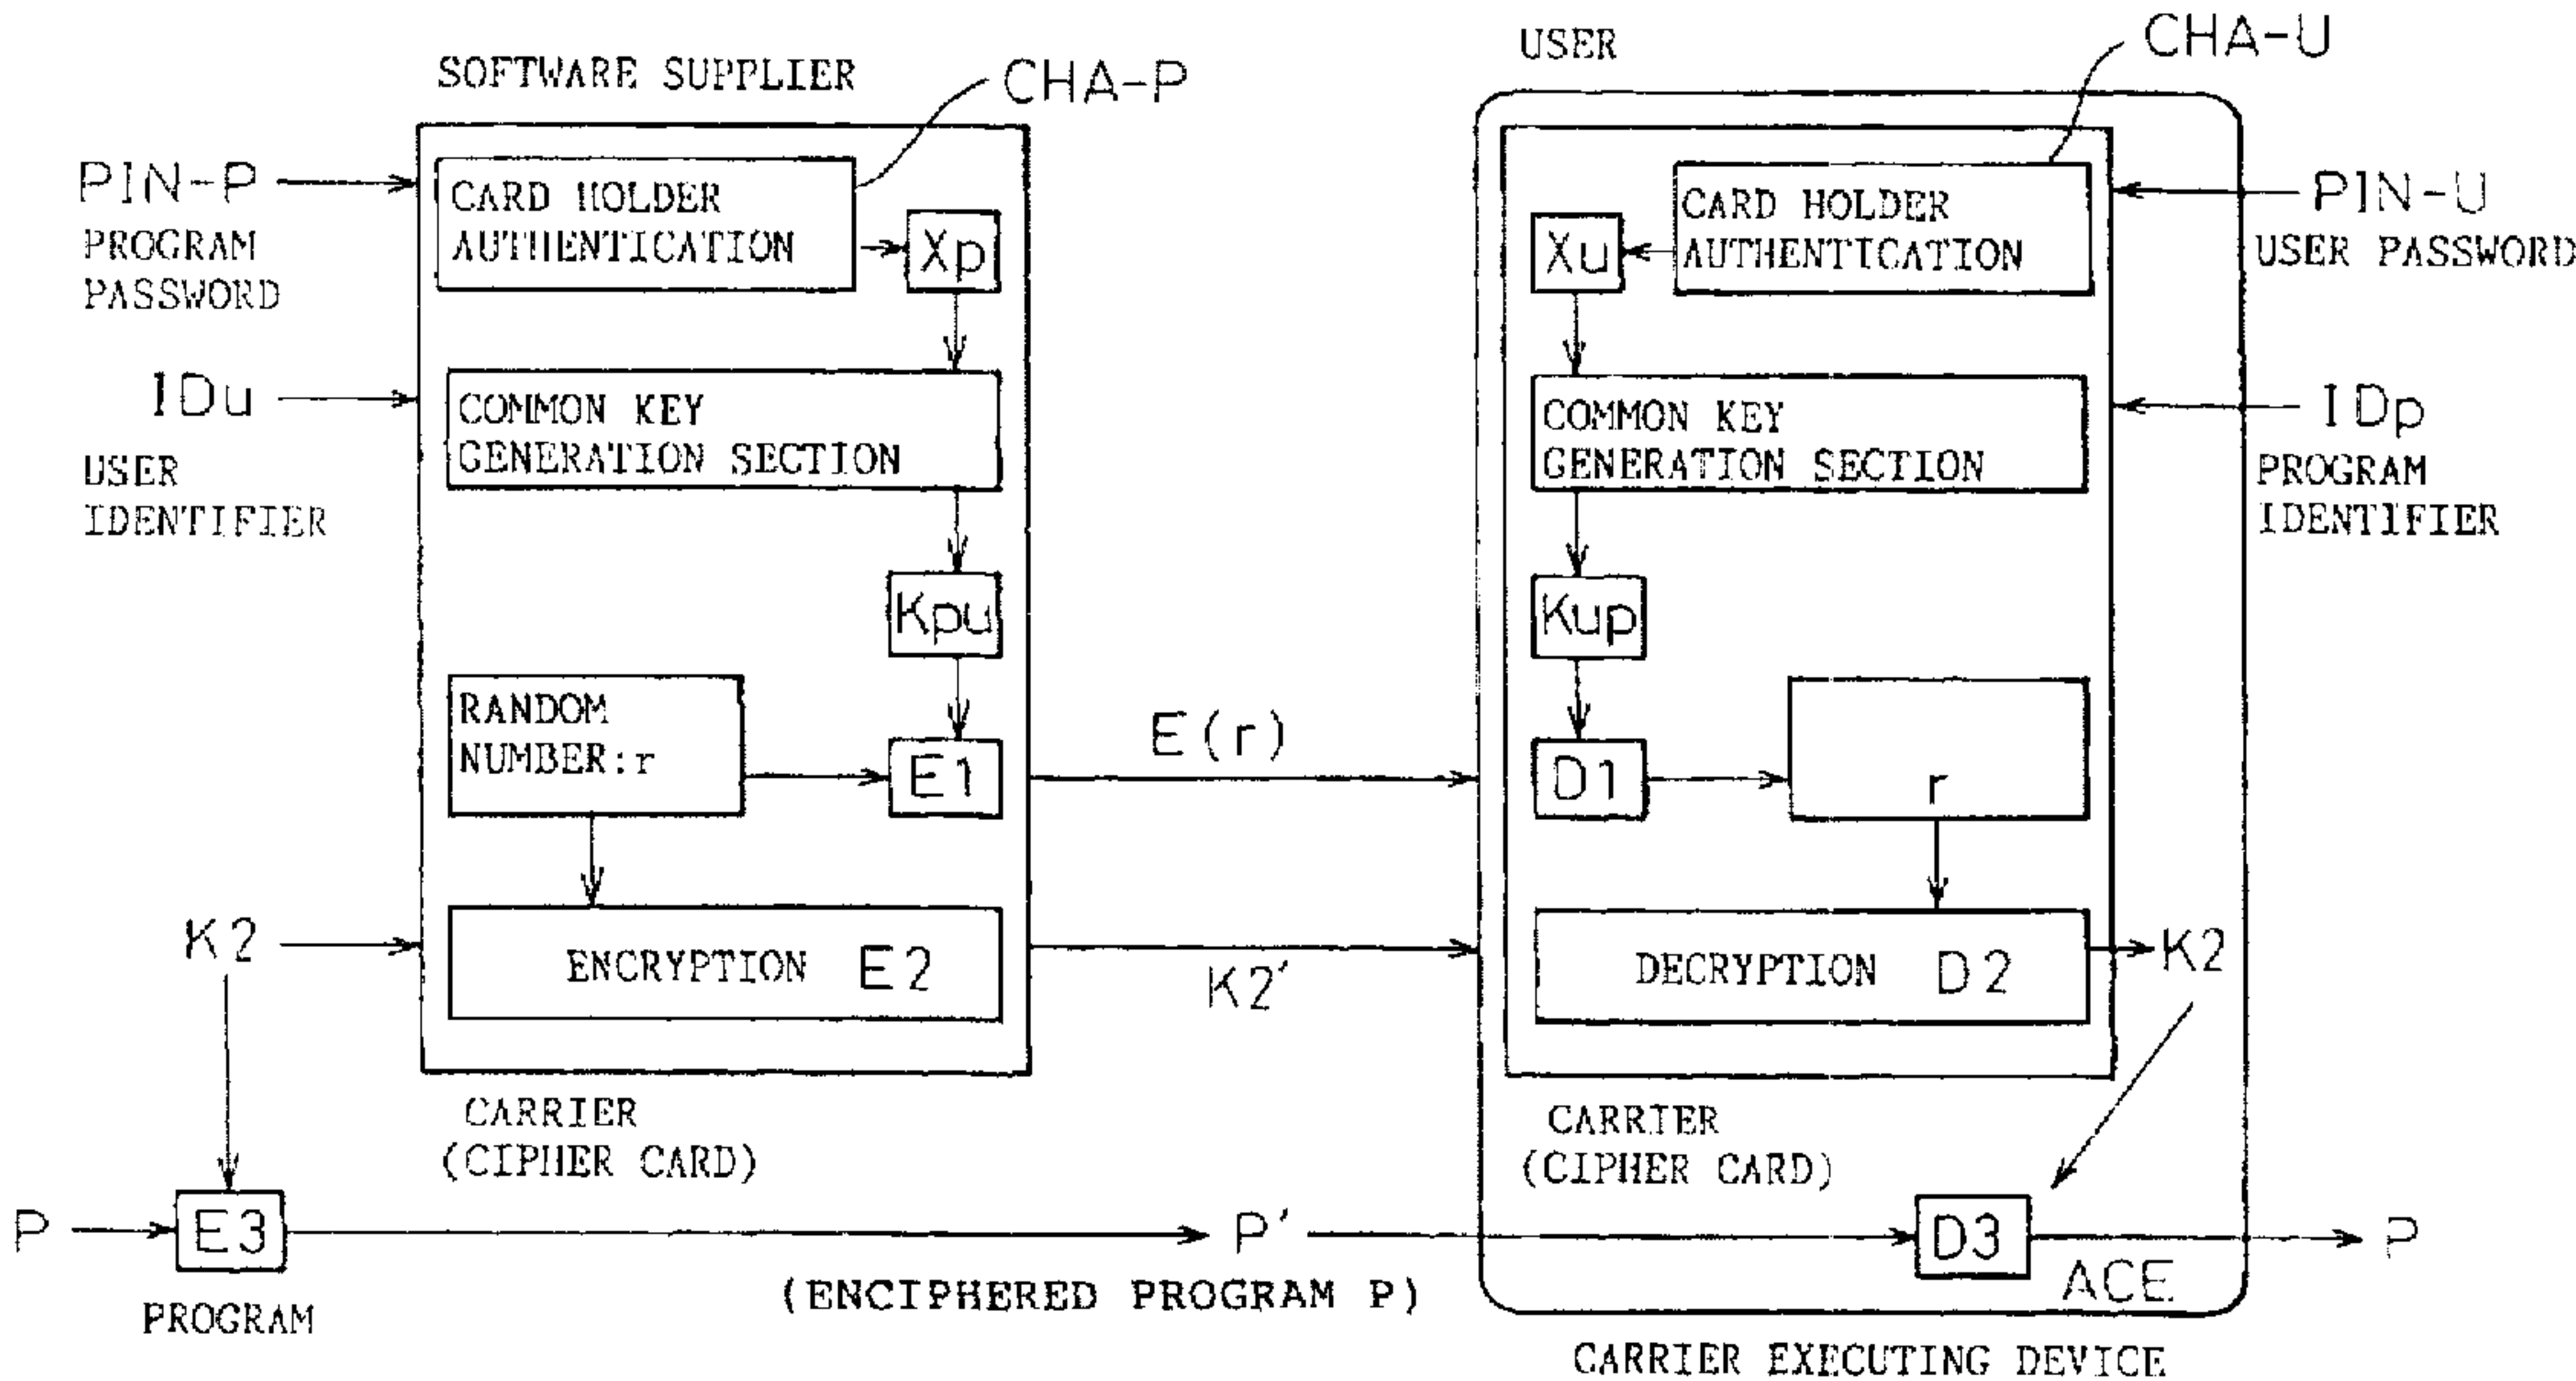 USER
CHA-U
SOFTWARE SUPPLIER
CHA-P
PIN-P
PROGRAM
PASSWORD
CARD HOLDER
AUTHENTICATION
Xp
IDu
USER
IDENTIFIER
COMMON KEY
GENERATION SECTION
Kpu
RANDOM
NUMBER:r
E1
K2
ENCRYPTION E2
CARRIER
(CIPHER CARD)
P
E3
PROGRAM
E(r)
K2'
P'
(ENCIPHERED PROGRAM P)
CARD HOLDER
AUTHENTICATION
Xu
PIN-U
USER PASSWORD
COMMON KEY
GENERATION SECTION
IDp
PROGRAM
IDENTIFIER
Kup
D1
r
DECRYPTION D2
K2
CARRIER
(CIPHER CARD)
D3
P
ACE
CARRIER EXECUTING DEVICE